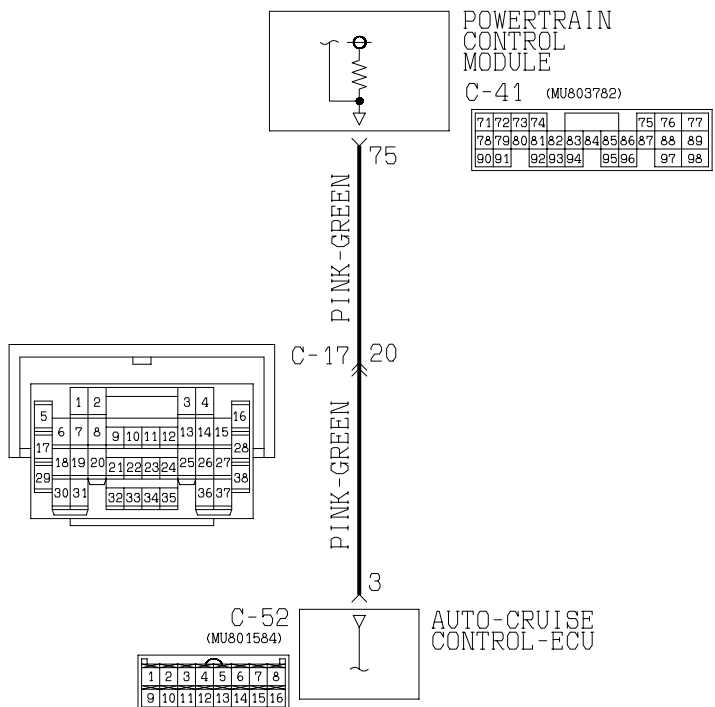 POWERTRAIN
CONTROL
MODULE
C-41 (MU803782)
71 72 73 74 75 76 77
78 79 80 81 82 83 84 85 86 87 88 89
90 91 92 93 94 95 96 97 98
75
PINK-GREEN
C-17 20
1 2 3 4
5 16
6 7 8 9 10 11 12 13 14 15
17 28
18 19 20 21 22 23 24 25 26 27
29 38
30 31 32 33 34 35 36 37
PINK-GREEN
3
C-52
(MU801584)
AUTO-CRUISE
CONTROL-ECU
1 2 3 4 5 6 7 8
9 10 11 12 13 14 15 16